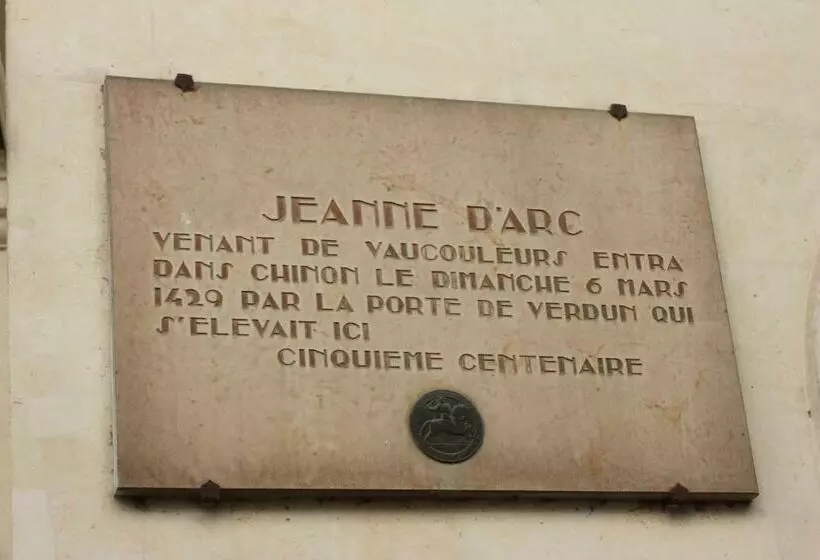 JEANNE D'ARC
VENANT DE VAUCOULEURS ENTRA
DANS CHINON LE DIMANCHE 6 MARS
1429 PAR LA PORTE DE VERDUN QUI
S'ELEVAIT ICI
CINQUIEME CENTENAIRE